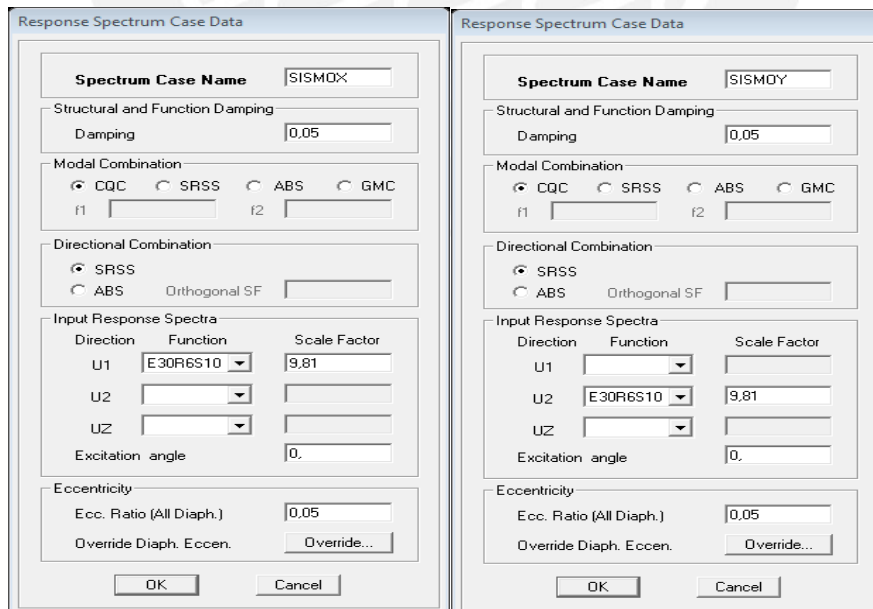 Response Spectrum Case Data
Spectrum Case Name SISMOX
Structural and Function Damping
Damping 0,05
Modal Combination
CQC SRSS ABS GMC
f1 f2
Directional Combination
SRSS
ABS Orthogonal SF
Input Response Spectra
Direction Function Scale Factor
U1 E30R6S10 9,81
U2
UZ
Excitation angle 0,
Eccentricity
Ecc. Ratio (All Diaph.) 0,05
Override Diaph. Eccen. Override...
OK Cancel
Response Spectrum Case Data
Spectrum Case Name SISMOY
Structural and Function Damping
Damping 0,05
Modal Combination
CQC SRSS ABS GMC
f1 f2
Directional Combination
SRSS
ABS Orthogonal SF
Input Response Spectra
Direction Function Scale Factor
U1
U2 E30R6S10 9,81
UZ
Excitation angle 0,
Eccentricity
Ecc. Ratio (All Diaph.) 0,05
Override Diaph. Eccen. Override...
OK Cancel